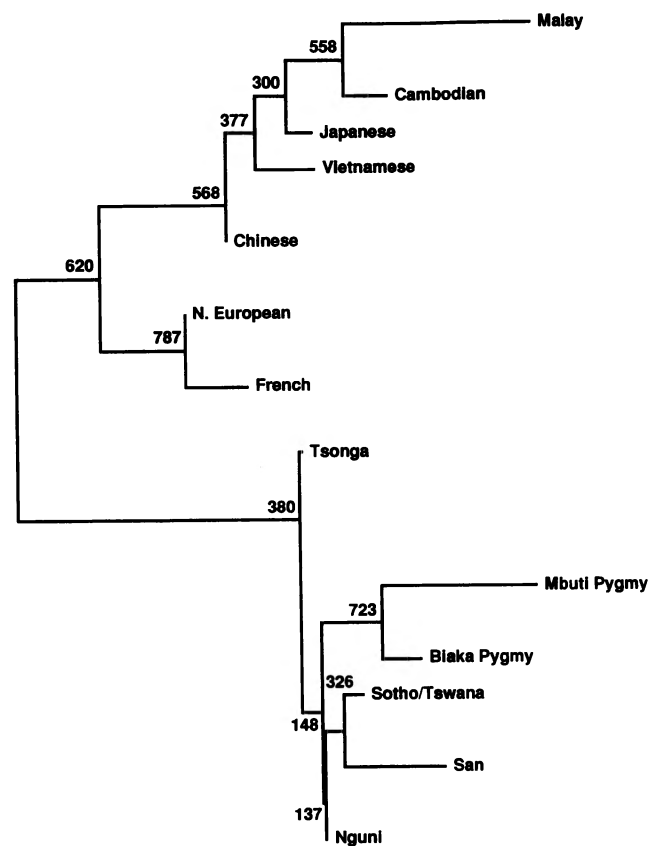 Malay
558
Cambodian
300
Japanese
377
Vietnamese
568
Chinese
620
N. European
787
French
Tsonga
380
Mbuti Pygmy
723
Biaka Pygmy
326
Sotho/Tswana
148
San
137
Nguni